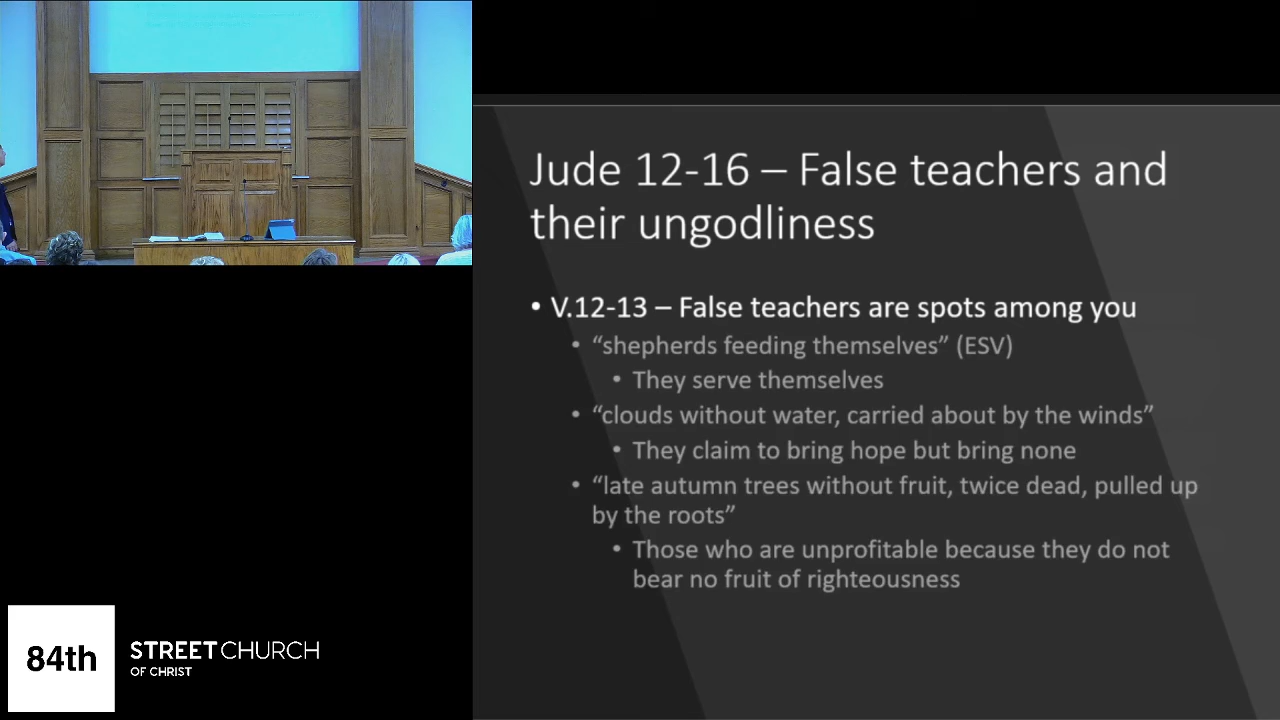 Jude 12-16 – False teachers and
their ungodliness
• V.12-13 – False teachers are spots among you
• “shepherds feeding themselves” (ESV)
• They serve themselves
• “clouds without water, carried about by the winds”
• They claim to bring hope but bring none
• “late autumn trees without fruit, twice dead, pulled up
by the roots”
• Those who are unprofitable because they do not
bear no fruit of righteousness
84th
STREET CHURCH
OF CHRIST